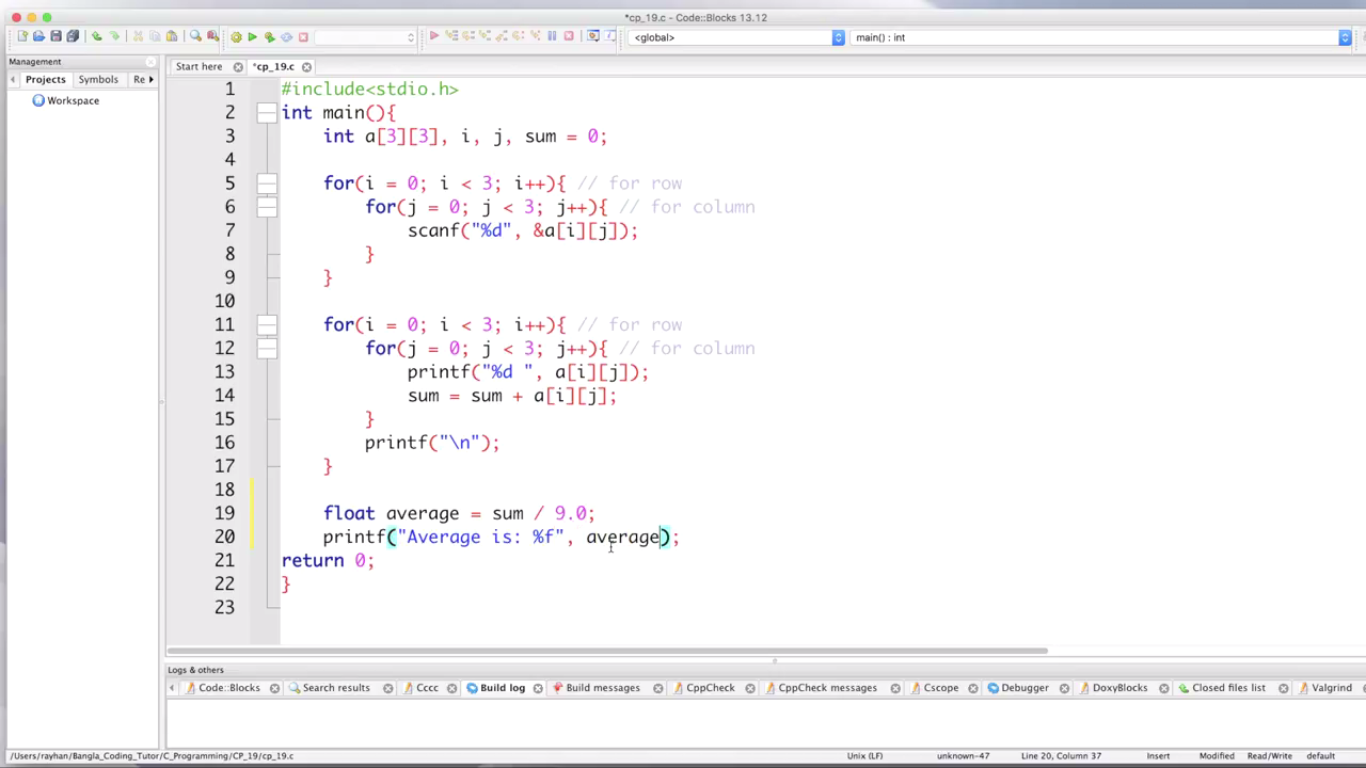 *cp_19.c - Code::Blocks 13.12
<global> main() : int
Management
Projects Symbols Re
Workspace
Start here *cp_19.c
1 #include<stdio.h>
2 int main(){
3 int a[3][3], i, j, sum = 0;
4
5 for(i = 0; i < 3; i++){ // for row
6 for(j = 0; j < 3; j++){ // for column
7 scanf("%d", &a[i][j]);
8 }
9 }
10
11 for(i = 0; i < 3; i++){ // for row
12 for(j = 0; j < 3; j++){ // for column
13 printf("%d ", a[i][j]);
14 sum = sum + a[i][j];
15 }
16 printf("\n");
17 }
18
19 float average = sum / 9.0;
20 printf("Average is: %f", average);
21 return 0;
22 }
23
Logs & others
Code::Blocks Search results Cccc Build log Build messages CppCheck CppCheck messages Cscope Debugger DoxyBlocks Closed files list Valgrind
/Users/rayhan/Bangla_Coding_Tutor/C_Programming/CP_19/cp_19.c Unix (LF) unknown-47 Line 20, Column 37 Insert Modified Read/Write default